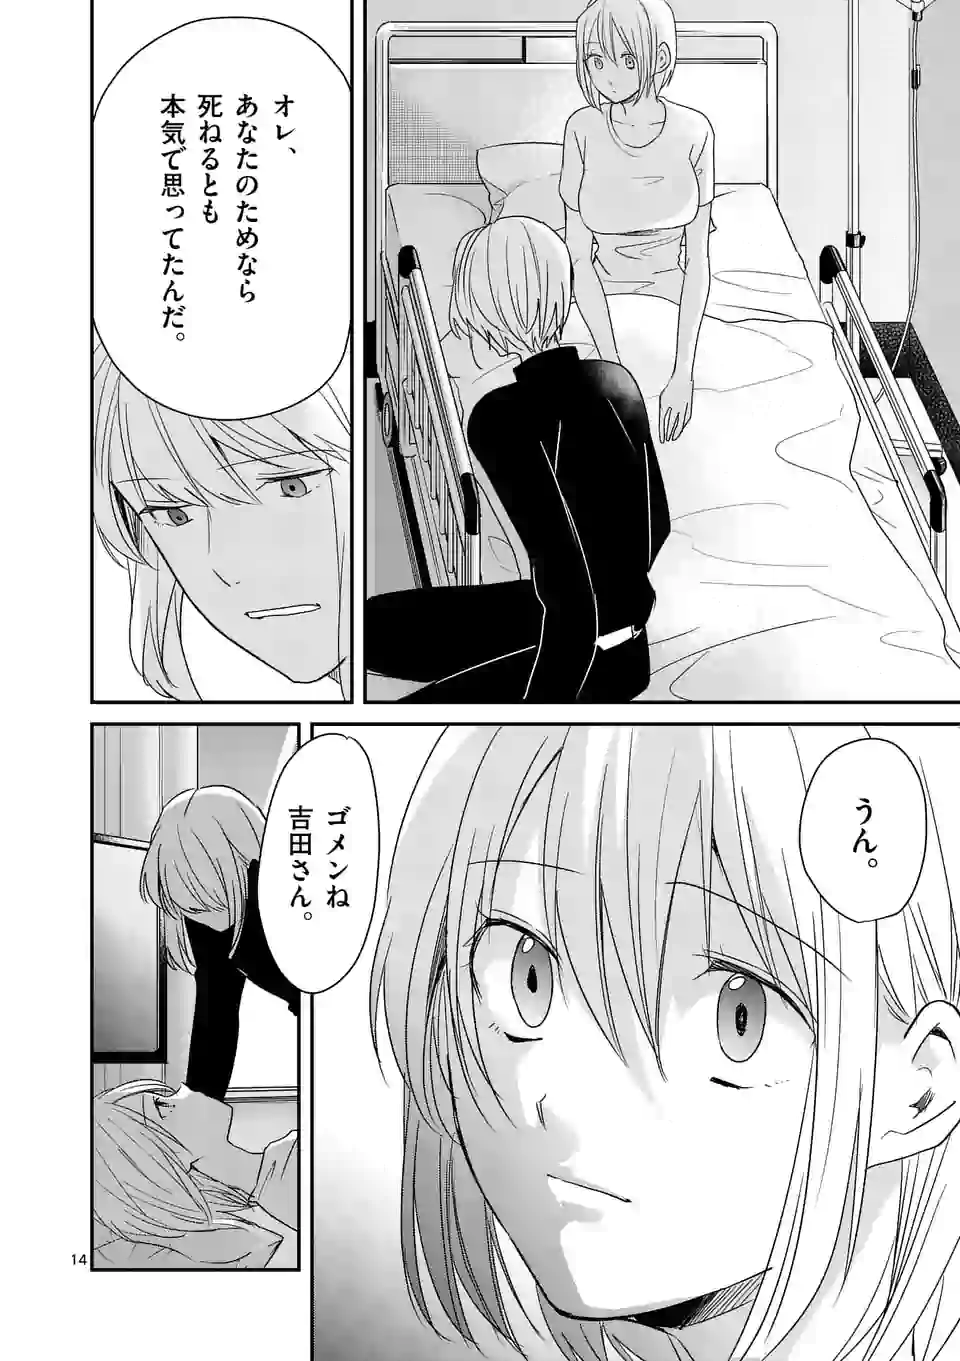 オレ、
あなたのためなら
死ねるとも
本気で思ってたんだ。
うん。
ゴメンね
吉田さん。
14